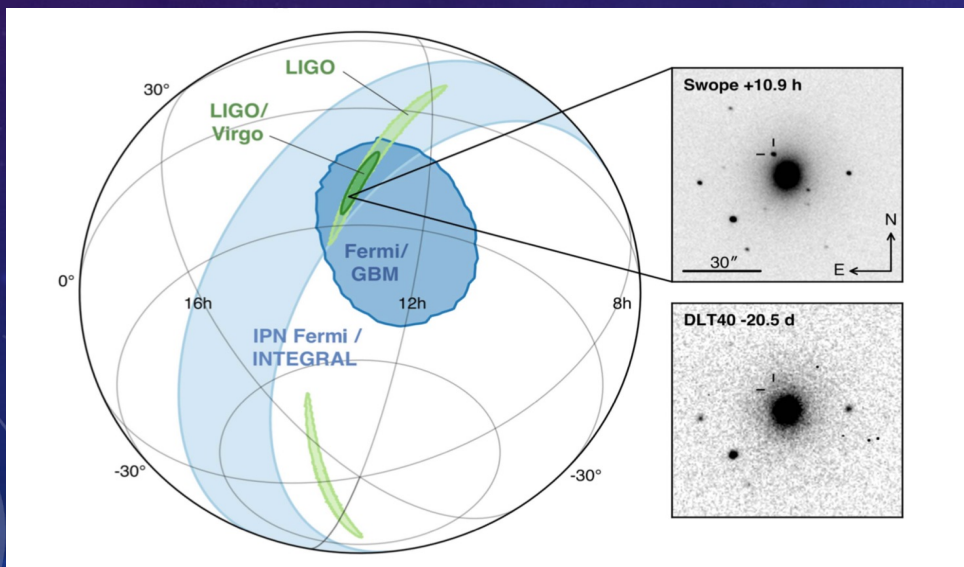 LIGO
LIGO/
Virgo
30°
0°
16h
12h
8h
Fermi/
GBM
IPN Fermi /
INTEGRAL
-30°
-30°
Swope +10.9 h
30″
N
E
DLT40 -20.5 d